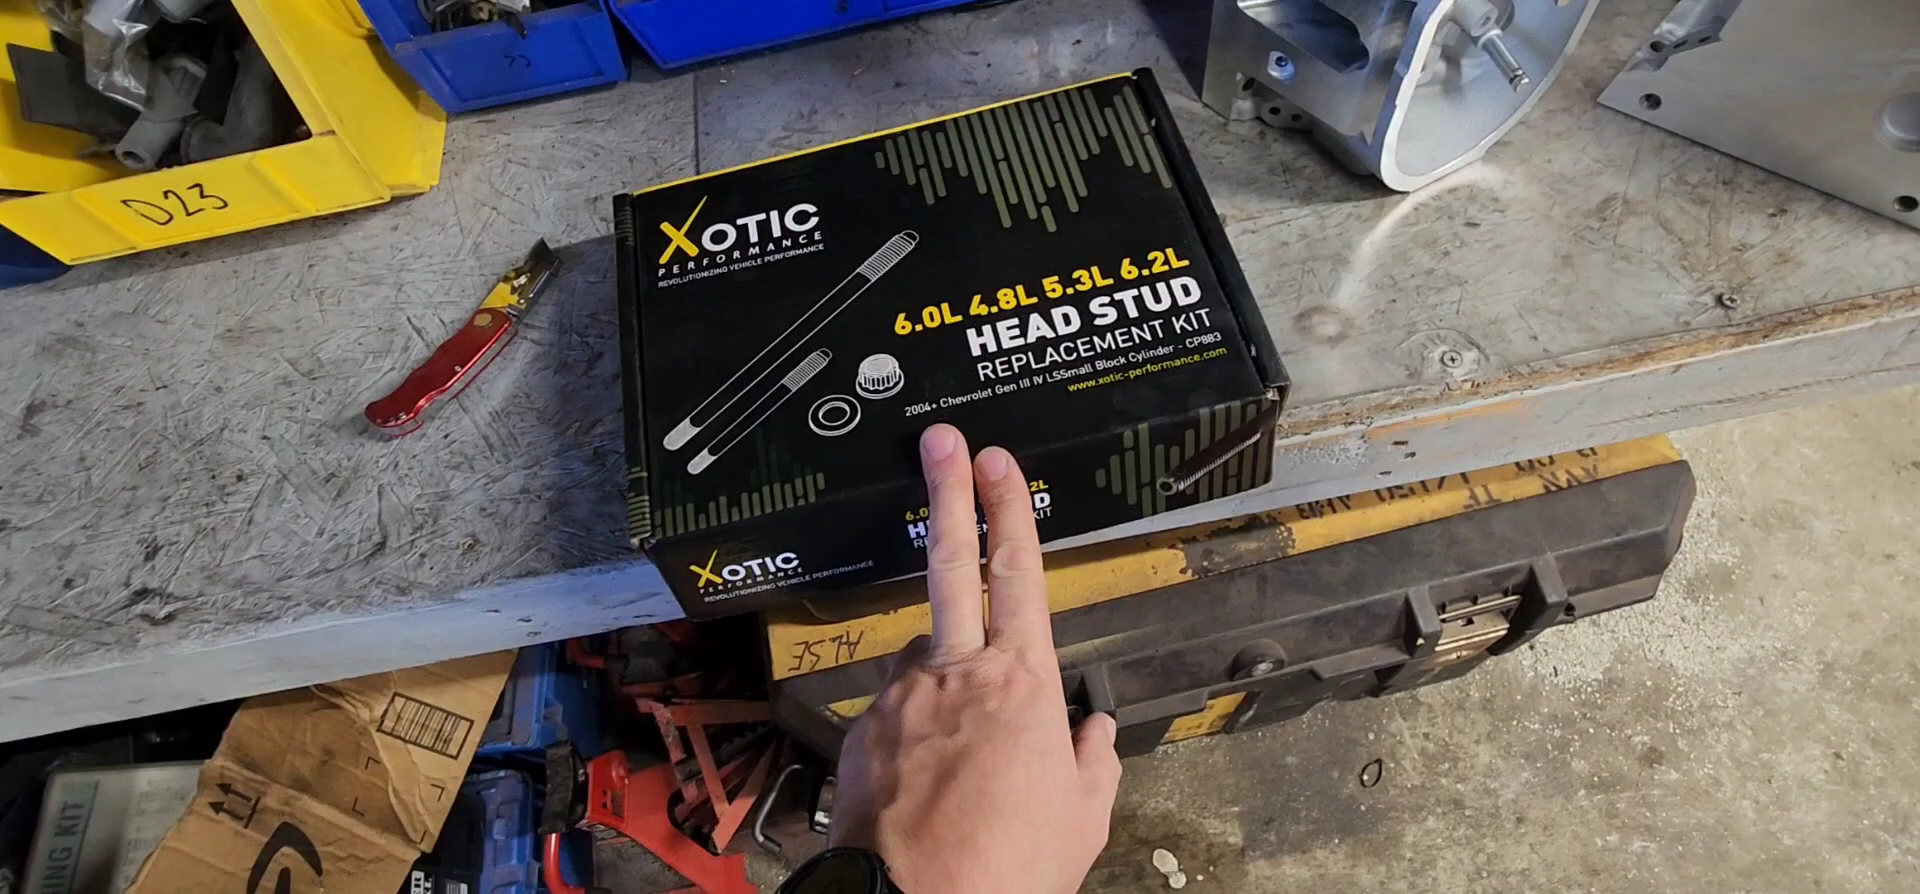 D23
XOTIC
PERFORMANCE
REVOLUTIONIZING VEHICLE PERFORMANCE
6.0L 4.8L 5.3L 6.2L
HEAD STUD
REPLACEMENT KIT
2004+ Chevrolet Gen III IV LSSmall Block Cylinder - CP883
www.xotic-performance.com
XOTIC
PERFORMANCE
REVOLUTIONIZING VEHICLE PERFORMANCE
ALSE
KIT